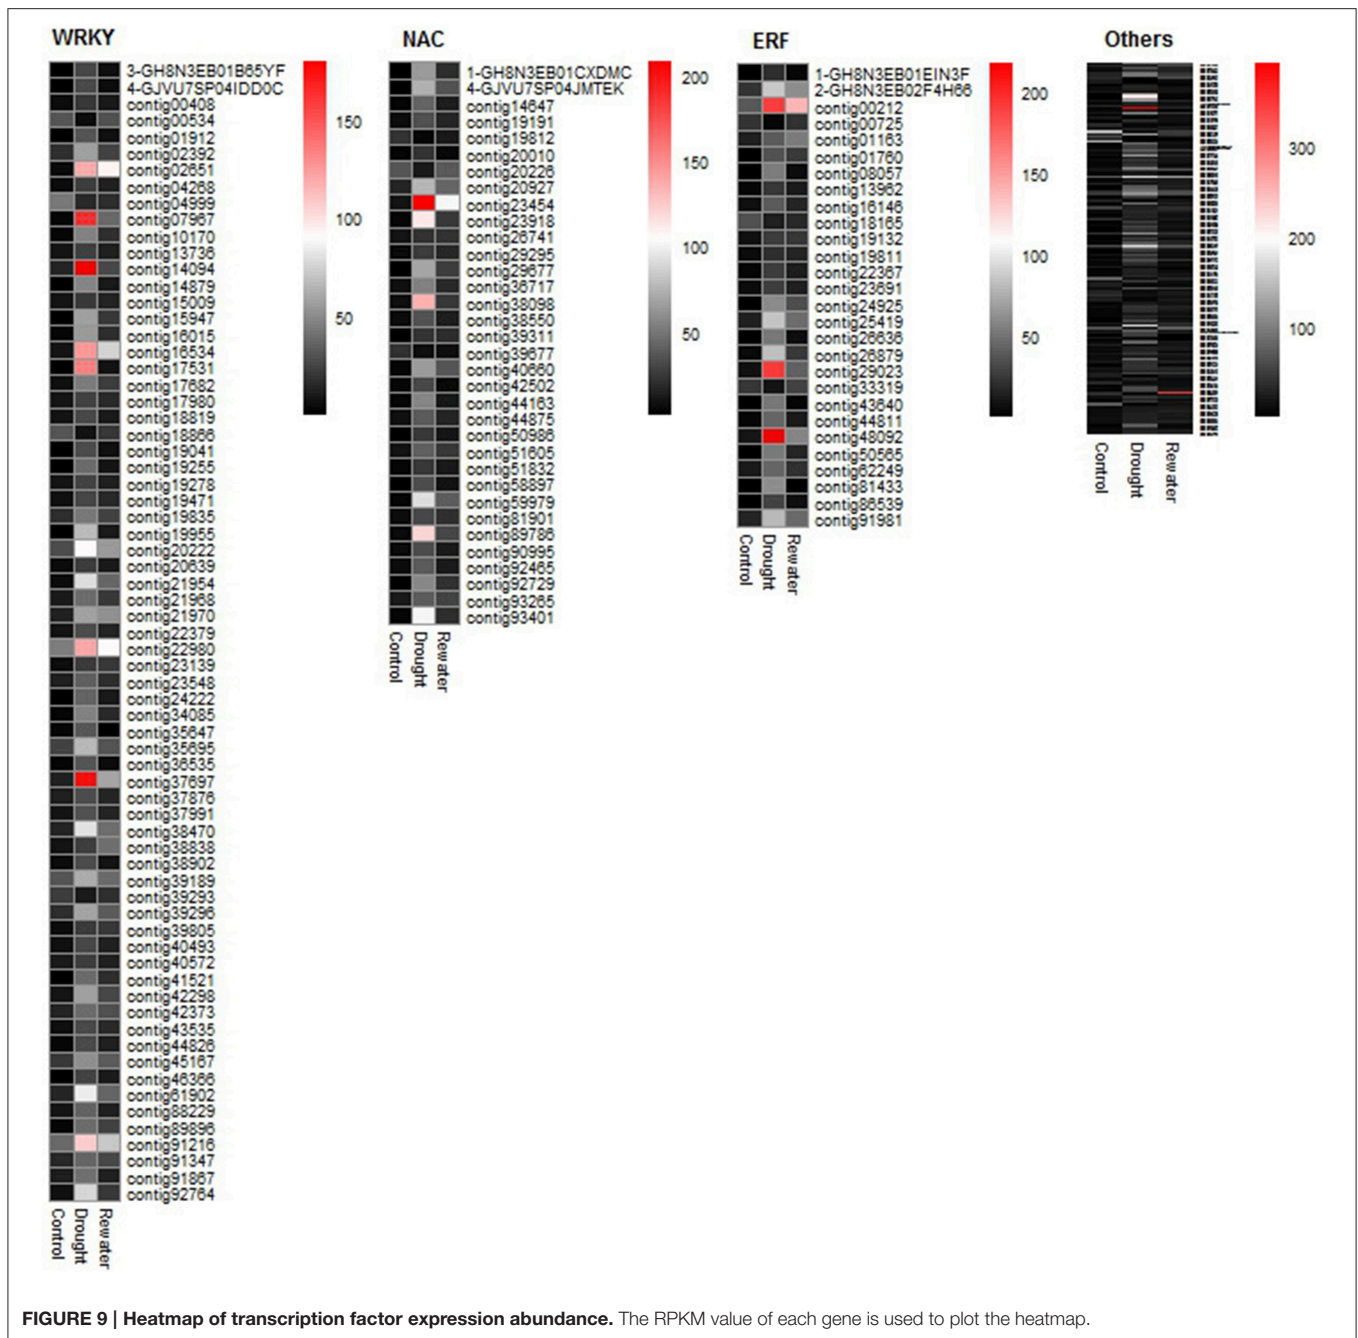 WRKY
3-GH8N3EB01B65YF
4-GJVU7SP04IDD0C
contig00408
contig00534
contig01912
contig02392
contig02651
contig04268
contig04999
contig07967
contig10170
contig13736
contig14094
contig14879
contig15009
contig15947
contig16015
contig16534
contig17531
contig17682
contig17980
contig18819
contig18866
contig19041
contig19255
contig19278
contig19471
contig19835
contig19955
contig20222
contig20639
contig21954
contig21968
contig21970
contig22379
contig22980
contig23139
contig23548
contig24222
contig34085
contig35647
contig35695
contig36535
contig37697
contig37876
contig37991
contig38470
contig38838
contig38902
contig39189
contig39293
contig39296
contig39805
contig40493
contig40572
contig41521
contig42298
contig42373
contig43535
contig44826
contig45167
contig46366
contig61902
contig88229
contig89896
contig91216
contig91347
contig91867
contig92764
Control
Drought
Rewater
150
100
50
NAC
1-GH8N3EB01CXDMC
4-GJVU7SP04JMTEK
contig14647
contig19191
contig19812
contig20010
contig20226
contig20927
contig23454
contig23918
contig26741
contig29295
contig29677
contig36717
contig38098
contig38550
contig39311
contig39677
contig40660
contig42502
contig44163
contig44875
contig50986
contig51605
contig51832
contig58897
contig59979
contig81901
contig89786
contig90995
contig92465
contig92729
contig93265
contig93401
Control
Drought
Rewater
200
150
100
50
ERF
1-GH8N3EB01EIN3F
2-GH8N3EB02F4H66
contig00212
contig00725
contig01163
contig01760
contig08057
contig13962
contig16146
contig18165
contig19132
contig19811
contig22367
contig23691
contig24925
contig25419
contig26636
contig26879
contig29023
contig33319
contig43640
contig44811
contig48092
contig50565
contig62249
contig81433
contig86539
contig91981
Control
Drought
Rewater
200
150
100
50
Others
Control
Drought
Rewater
300
200
100
FIGURE 9 | Heatmap of transcription factor expression abundance. The RPKM value of each gene is used to plot the heatmap.